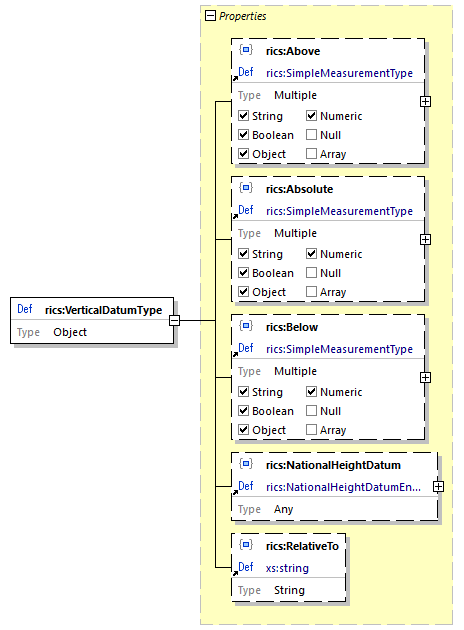 Properties
rics:Above
Def rics:SimpleMeasurementType
Type Multiple
String Numeric
Boolean Null
Object Array
rics:Absolute
Def rics:SimpleMeasurementType
Type Multiple
String Numeric
Boolean Null
Object Array
Def rics:VerticalDatumType
Type Object
rics:Below
Def rics:SimpleMeasurementType
Type Multiple
String Numeric
Boolean Null
Object Array
rics:NationalHeightDatum
Def rics:NationalHeightDatumEn...
Type Any
rics:RelativeTo
Def xs:string
Type String